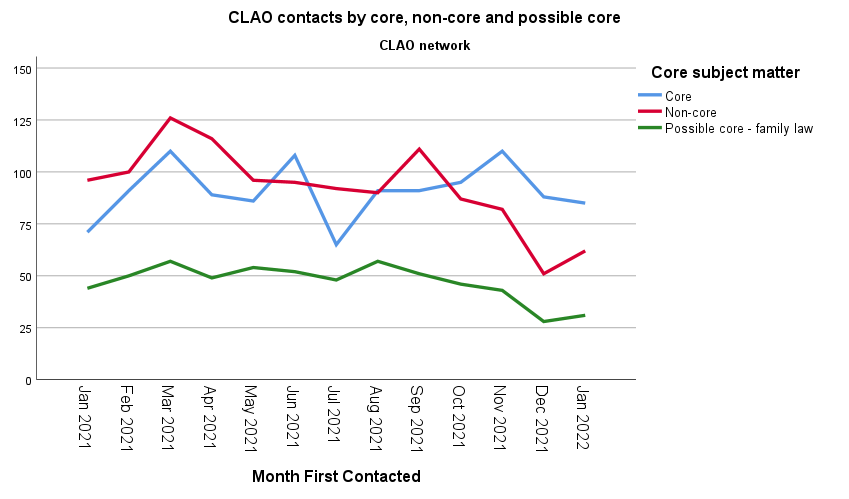 CLAO contacts by core, non-core and possible core
CLAO network
Core subject matter
Core
Non-core
Possible core - family law
150
125
100
75
50
25
0
Jan 2021
Feb 2021
Mar 2021
Apr 2021
May 2021
Jun 2021
Jul 2021
Aug 2021
Sep 2021
Oct 2021
Nov 2021
Dec 2021
Jan 2022
Month First Contacted